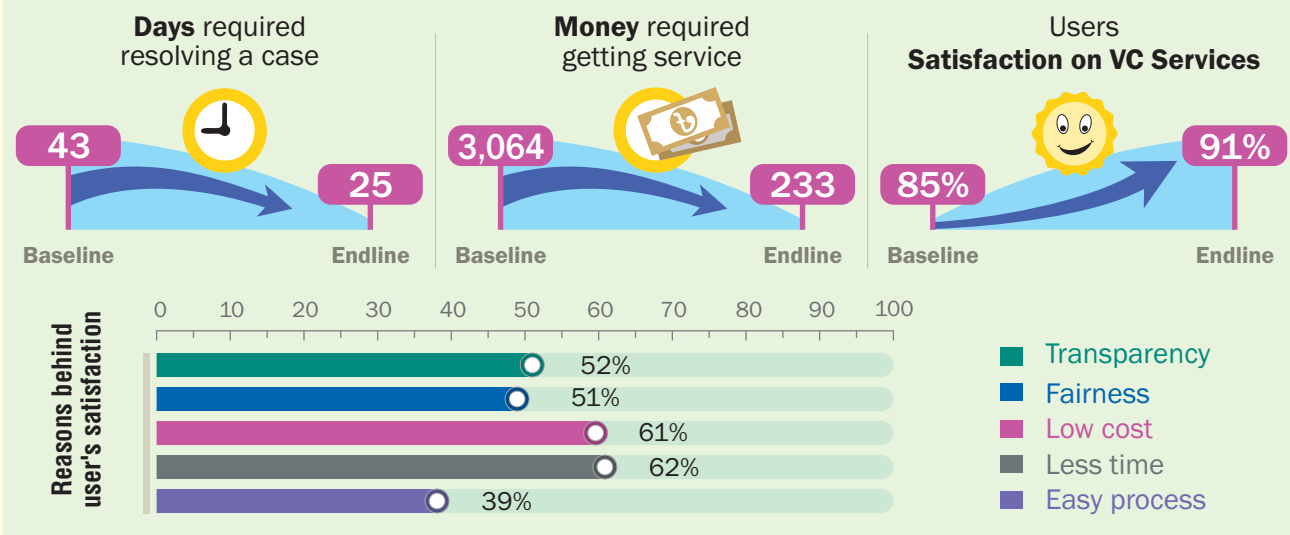 Days required
resolving a case
43
25
Baseline
Endline
Money required
getting service
৳
3,064
233
Baseline
Endline
Users
Satisfaction on VC Services
85%
91%
Baseline
Endline
Reasons behind
user's satisfaction
0 10 20 30 40 50 60 70 80 90 100
52%
51%
61%
62%
39%
Transparency
Fairness
Low cost
Less time
Easy process